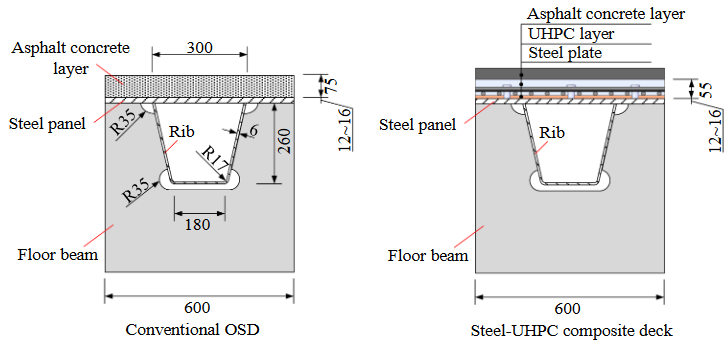 Asphalt concrete
layer
300
75
Steel panel
12~16
R35
Rib
6
260
R17
R35
180
Floor beam
600
Conventional OSD
Asphalt concrete layer
UHPC layer
Steel plate
55
Steel panel
12~16
Rib
Floor beam
600
Steel-UHPC composite deck